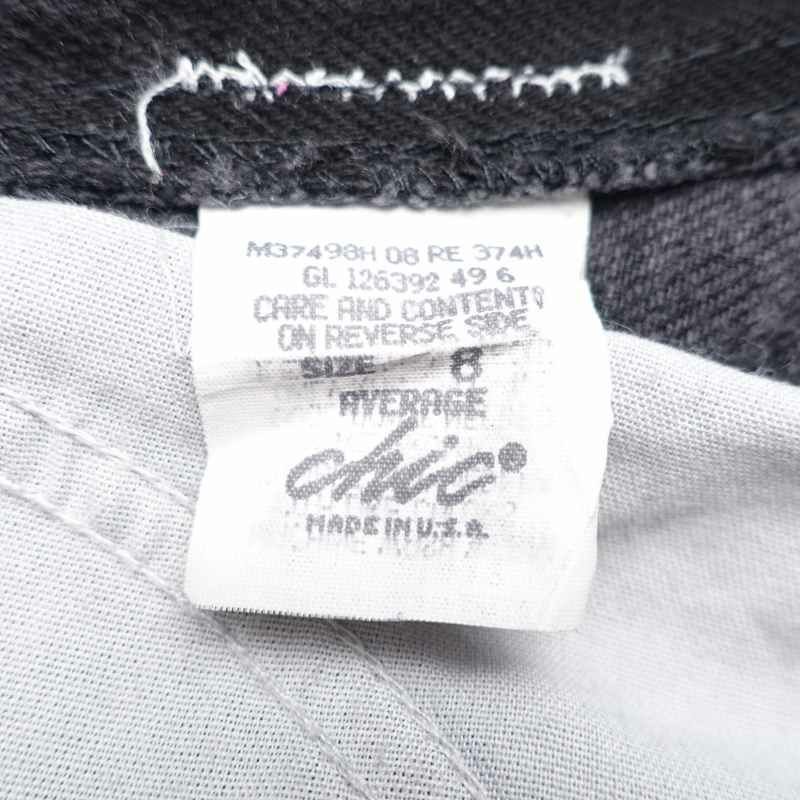 M37498H 08 RE 374H
GL 126392 49 6
CARE AND CONTENT
ON REVERSE SIDE
SIZE 8
AVERAGE
chic®
MADE IN U.S.A.